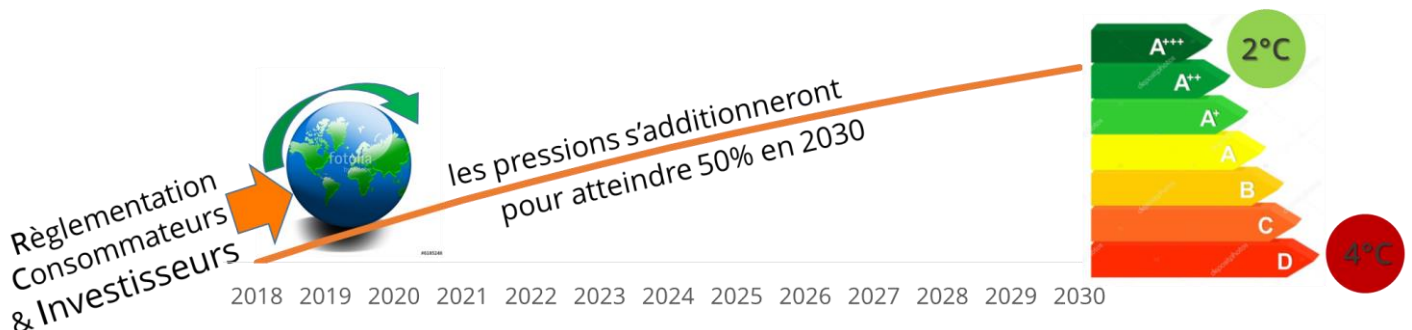 Règlementation
Consommateurs
& Investisseurs
fotolia
les pressions s’additionneront
pour atteindre 50% en 2030
2018 2019 2020 2021 2022 2023 2024 2025 2026 2027 2028 2029 2030
A+++
2°C
A++
A+
A
B
C
4°C
D